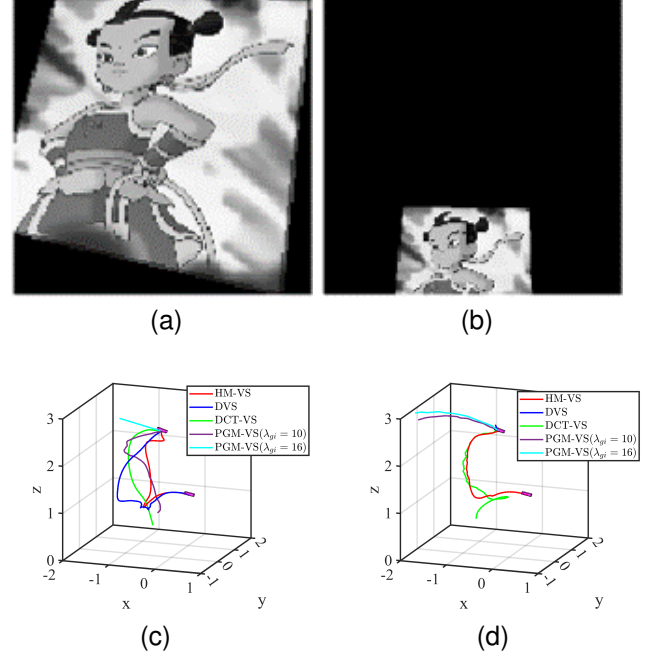 (a)
(b)
HM-VS
DVS
DCT-VS
PGM-VS(λgi = 10)
PGM-VS(λgi = 16)
3
2
1
0
z
-2
-1
0
1
x
-1
0
1
2
y
(c)
HM-VS
DVS
DCT-VS
PGM-VS(λgi = 10)
PGM-VS(λgi = 16)
3
2
1
0
z
-2
-1
0
1
x
-1
0
1
2
y
(d)